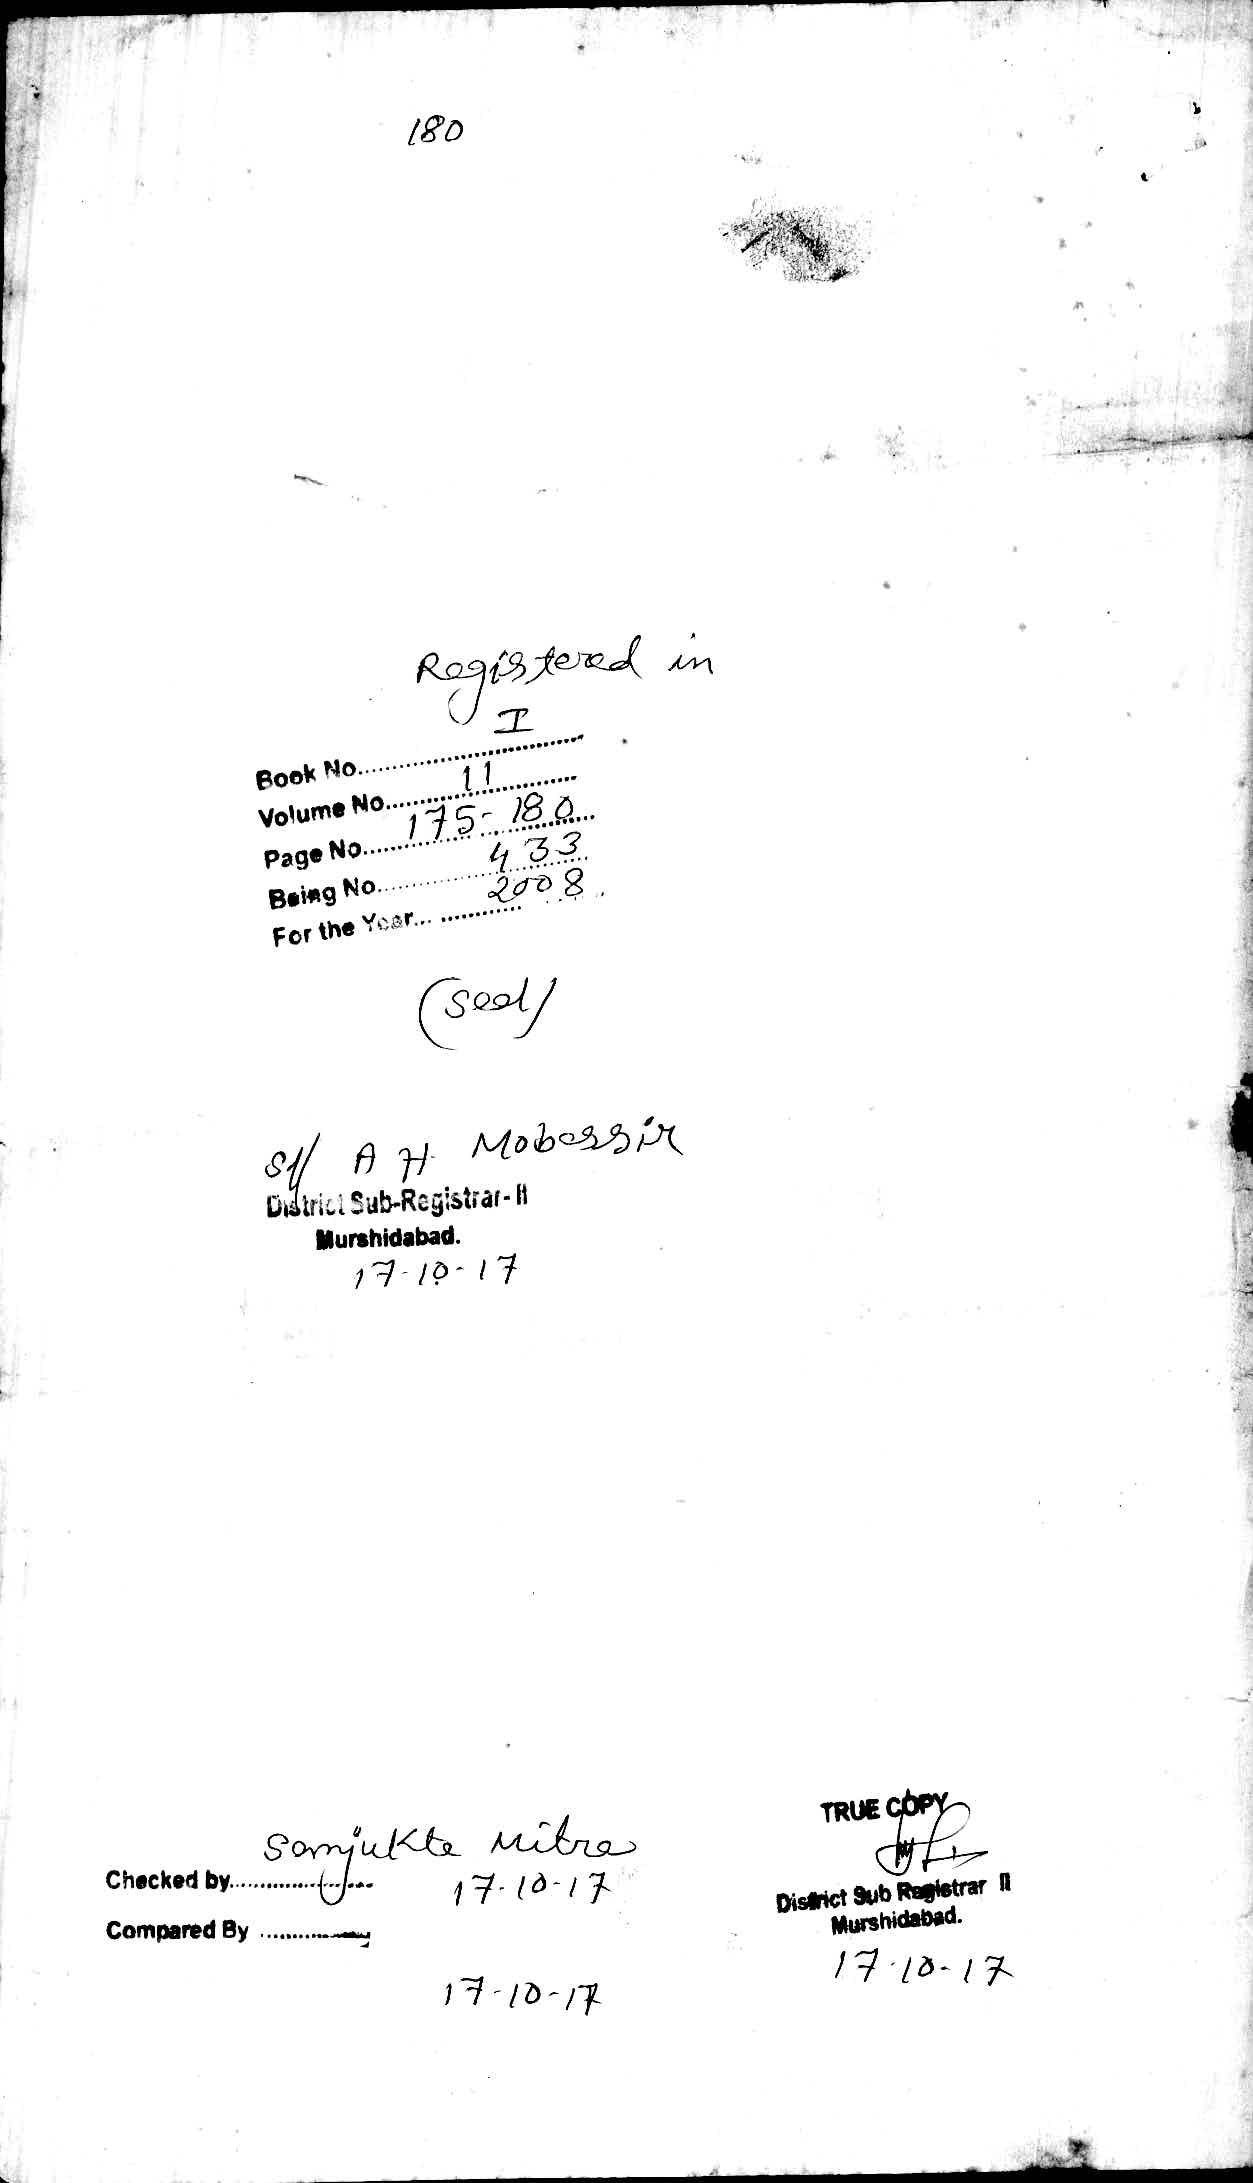 180
Registered in
Book No. I
Volume No. 11
Page No. 175-180
Being No. 433
For the Year... 2008.
(Seal)
Sd/ A H. Mobassir
District Sub-Registrar-II
Murshidabad.
17-10-17
TRUE COPY
Samjukta Mitra
Checked by 17-10-17
District Sub Registrar II
Murshidabad.
Compared By
17-10-17
17-10-17